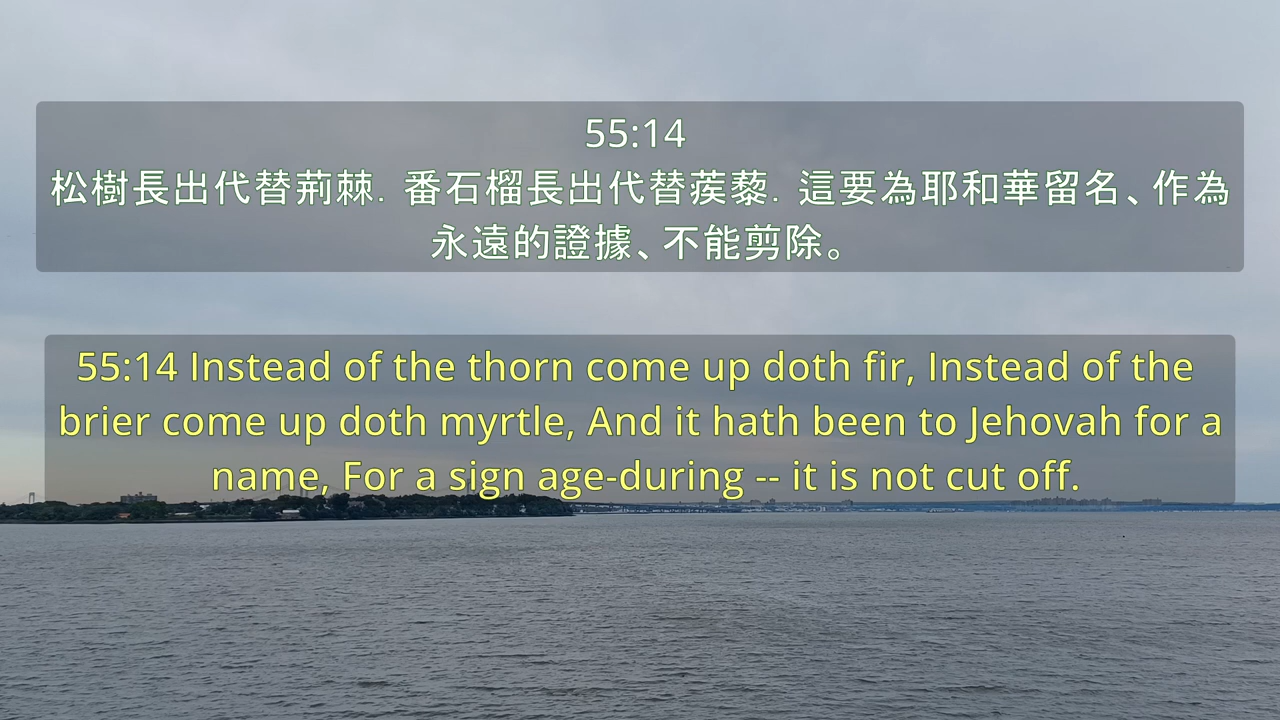 55:14
松樹長出代替荊棘．番石榴長出代替蒺藜．這要為耶和華留名、作為
永遠的證據、不能剪除。
55:14 Instead of the thorn come up doth fir, Instead of the
brier come up doth myrtle, And it hath been to Jehovah for a
name, For a sign age-during -- it is not cut off.